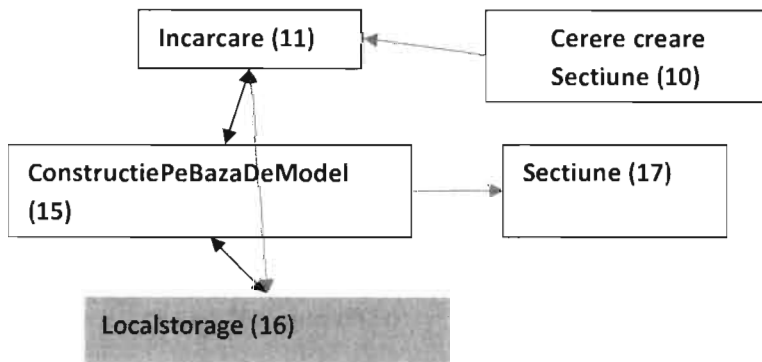 Incarcare (11)
Cerere creare
Sectiune (10)
ConstructiePeBazaDeModel
(15)
Sectiune (17)
Localstorage (16)